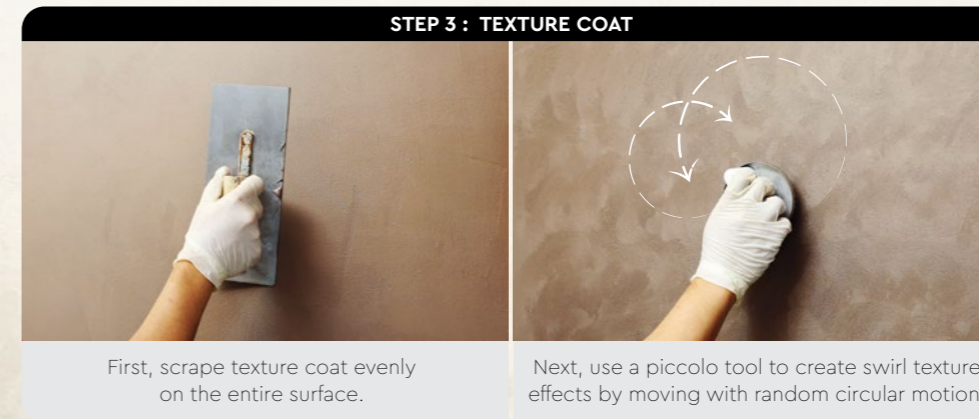 STEP 3 : TEXTURE COAT
First, scrape texture coat evenly
on the entire surface.
Next, use a piccolo tool to create swirl texture
effects by moving with random circular motion